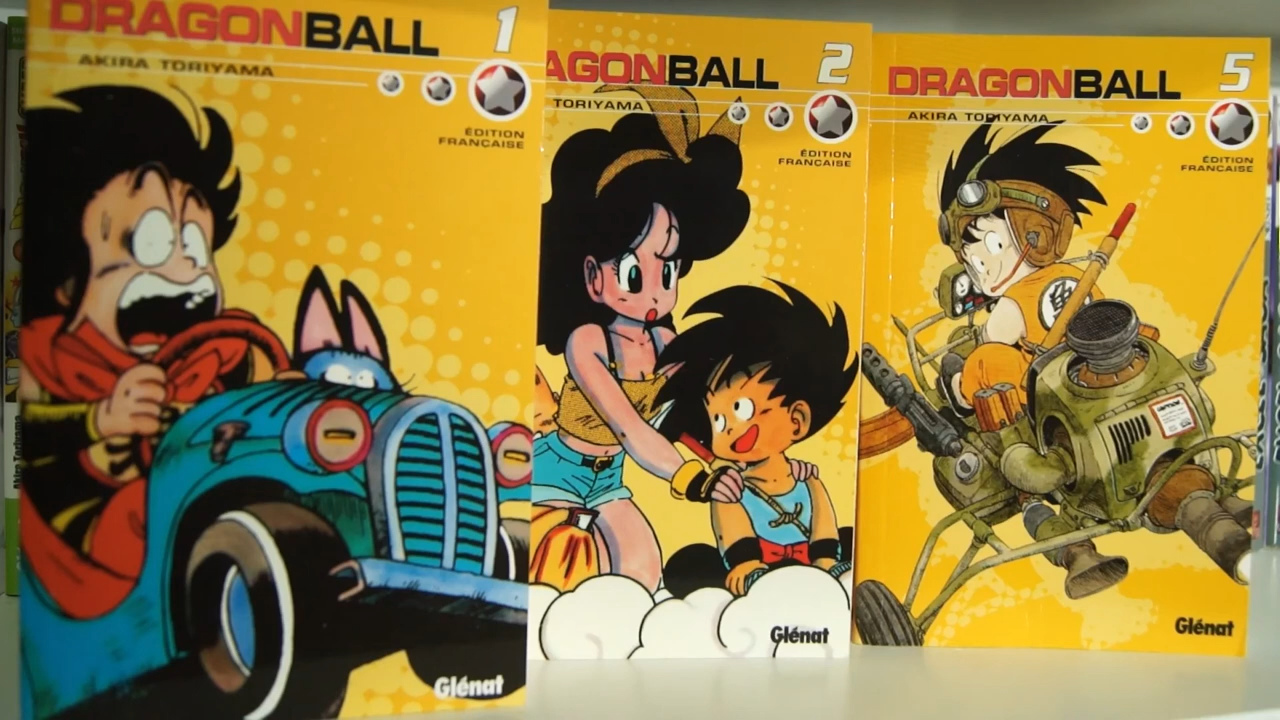 DRAGONBALL 1
AKIRA TORIYAMA
ÉDITION
FRANÇAISE
Glénat
AGONBALL 2
TORIYAMA
ÉDITION
FRANÇAISE
Glénat
DRAGONBALL 5
AKIRA TORIYAMA
ÉDITION
FRANÇAISE
亀
Glénat